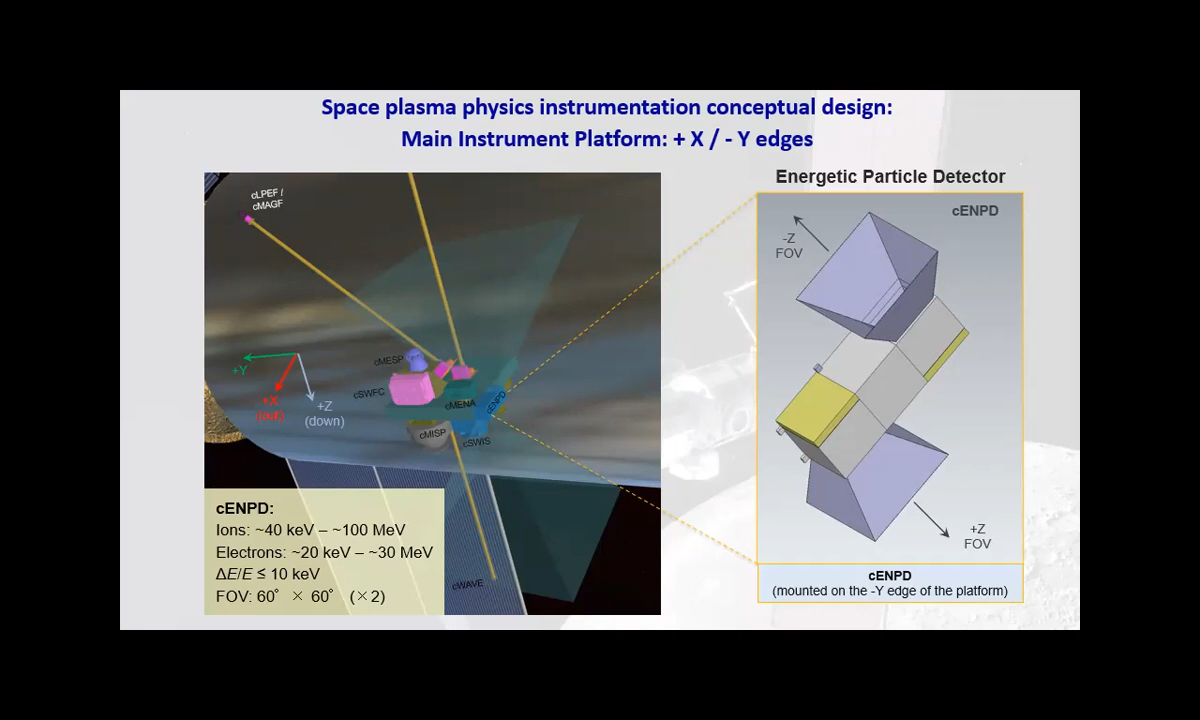 Space plasma physics instrumentation conceptual design:
Main Instrument Platform: + X / - Y edges
cLPEF /
cMAGF
+Y
+X
(out)
+Z
(down)
cMESP
cSWFC
cMENA
cENPD
cMISP
cSWIS
cWAVE
cENPD:
Ions: ~40 keV – ~100 MeV
Electrons: ~20 keV – ~30 MeV
ΔE/E ≤ 10 keV
FOV: 60° × 60° (×2)
Energetic Particle Detector
cENPD
-Z
FOV
+Z
FOV
cENPD
(mounted on the -Y edge of the platform)